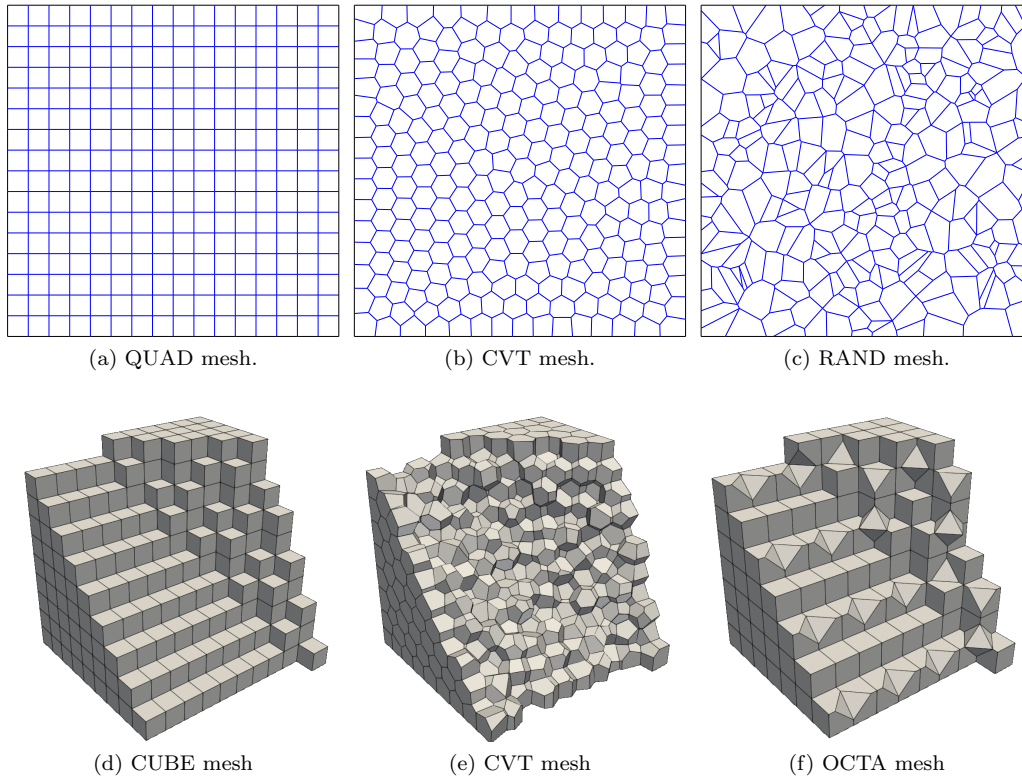 (a) QUAD mesh.
(b) CVT mesh.
(c) RAND mesh.
(d) CUBE mesh
(e) CVT mesh
(f) OCTA mesh